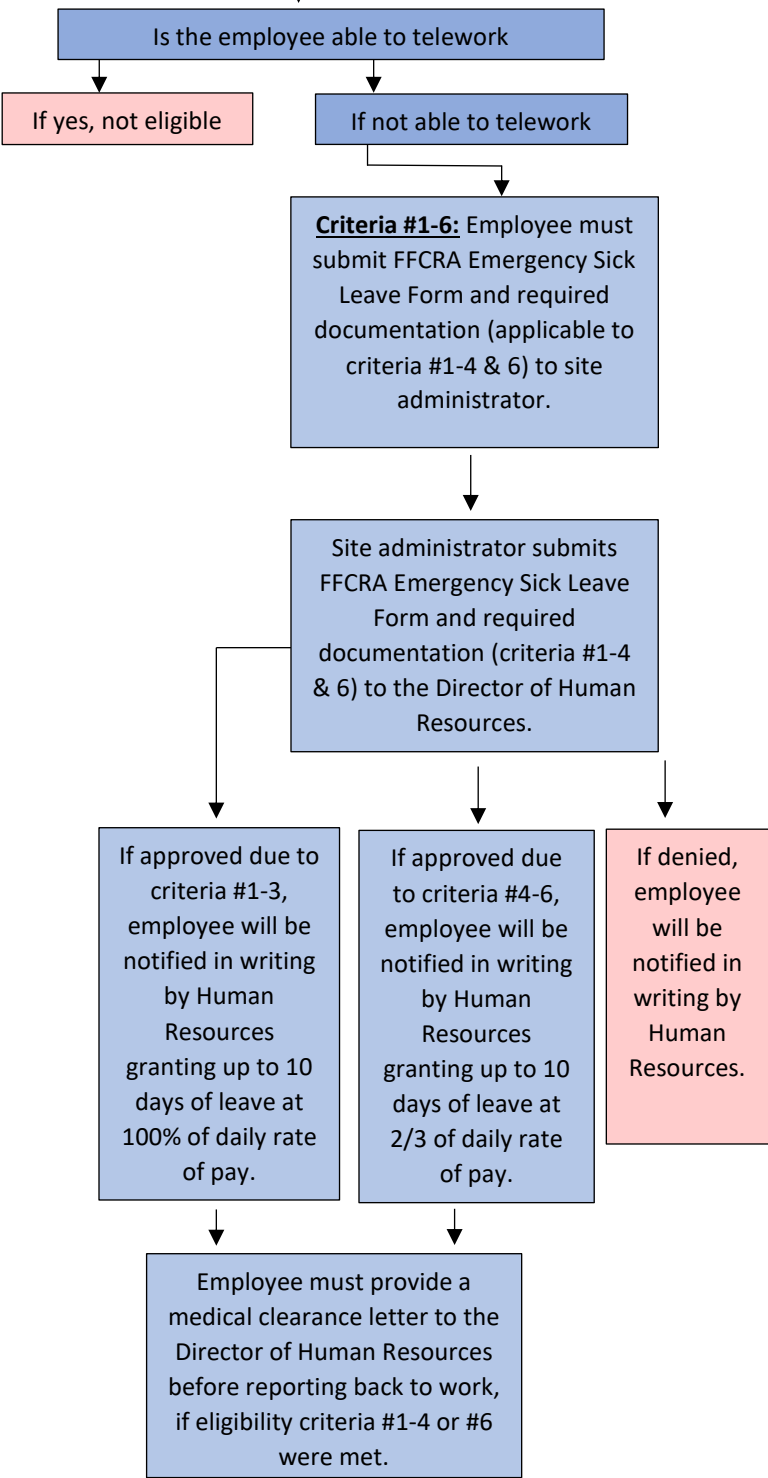 Is the employee able to telework
If yes, not eligible
If not able to telework
Criteria #1-6: Employee must
submit FFCRA Emergency Sick
Leave Form and required
documentation (applicable to
criteria #1-4 & 6) to site
administrator.
Site administrator submits
FFCRA Emergency Sick Leave
Form and required
documentation (criteria #1-4
& 6) to the Director of Human
Resources.
If approved due to
criteria #1-3,
employee will be
notified in writing
by Human
Resources
granting up to 10
days of leave at
100% of daily rate
of pay.
If approved due
to criteria #4-6,
employee will be
notified in writing
by Human
Resources
granting up to 10
days of leave at
2/3 of daily rate
of pay.
If denied,
employee
will be
notified in
writing by
Human
Resources.
Employee must provide a
medical clearance letter to the
Director of Human Resources
before reporting back to work,
if eligibility criteria #1-4 or #6
were met.